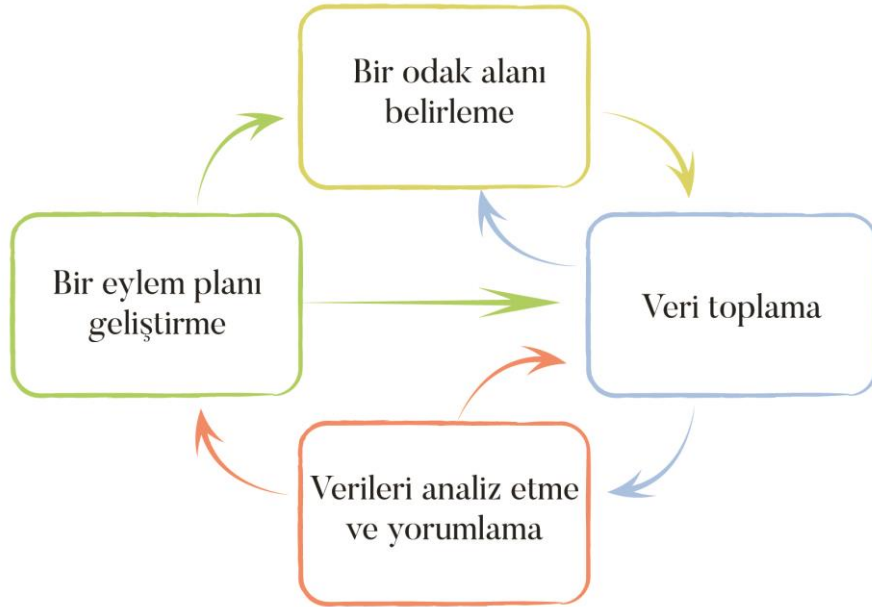 Bir odak alanı
belirleme
Bir eylem planı
geliştirme
Veri toplama
Verileri analiz etme
ve yorumlama